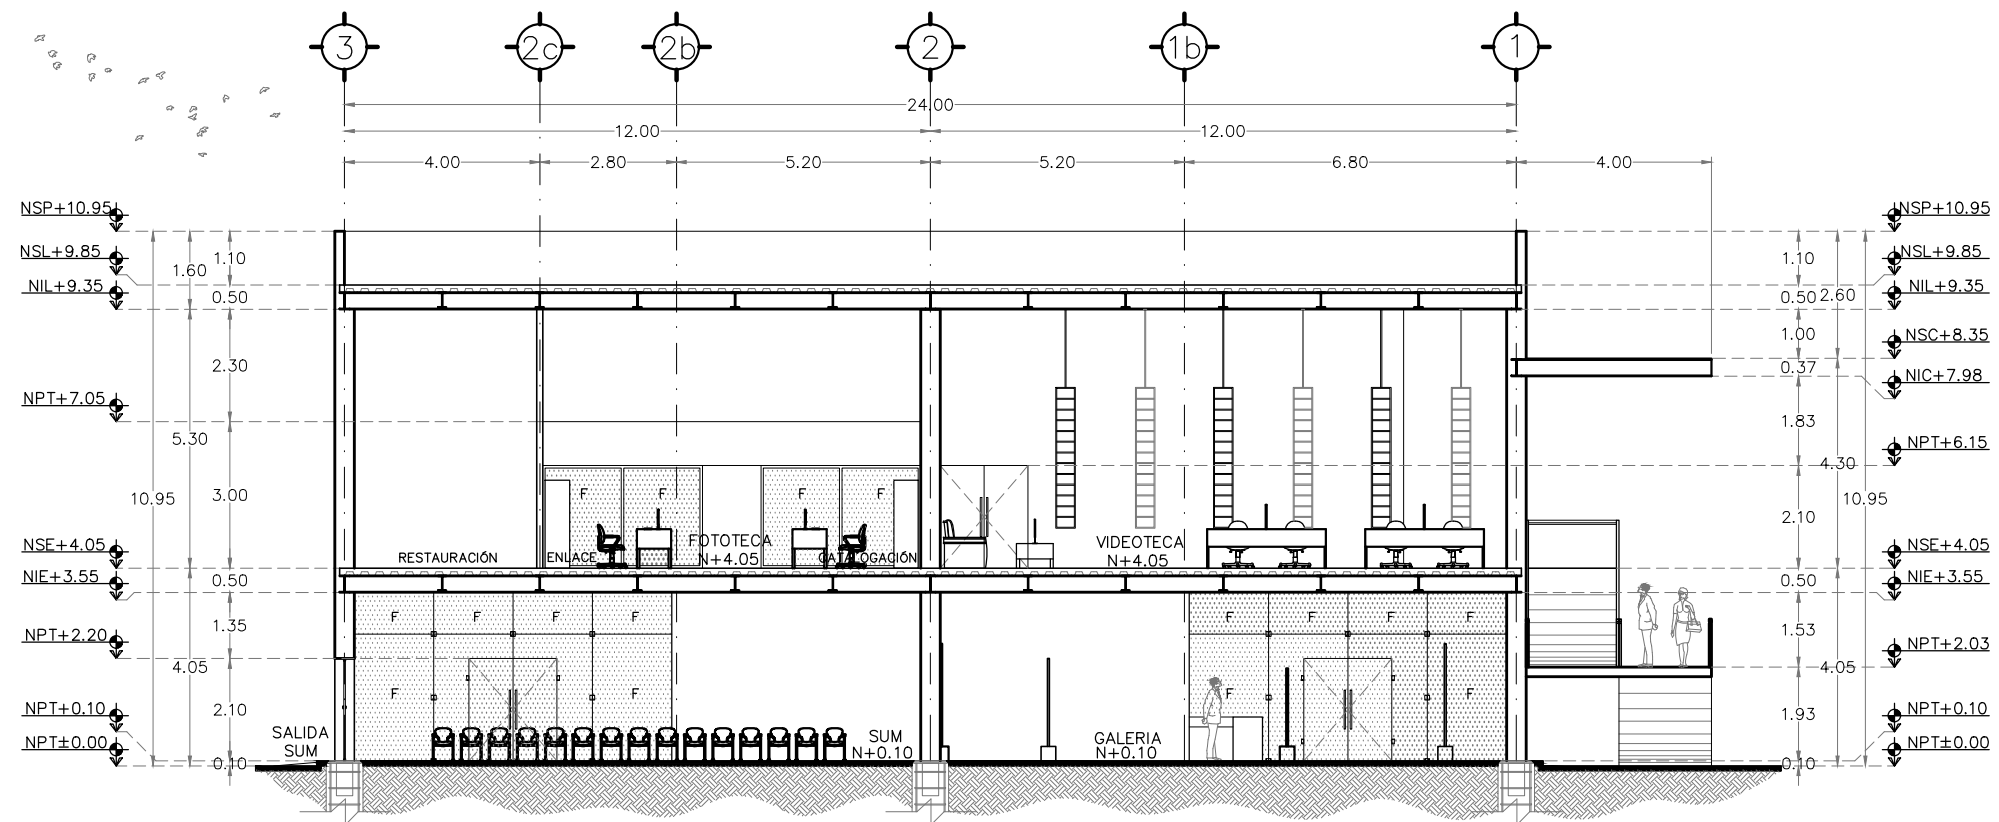 3 2c 2b 2 1b 1
24.00
12.00 12.00
4.00 2.80 5.20 5.20 6.80 4.00
NSP+10.95
NSL+9.85
NIL+9.35
NPT+7.05
NSE+4.05
NIE+3.55
NPT+2.20
NPT+0.10
NPT±0.00
10.95
1.60
5.30
4.05
1.10
0.50
2.30
3.00
0.50
1.35
2.10
0.10
F F F F
RESTAURACIÓN
ENLACE
FOTOTECA
N+4.05
CATALOGACIÓN
VIDEOTECA
N+4.05
F F F F
F F
SALIDA
SUM
SUM
N+0.10
GALERIA
N+0.10
F F F F
F F
1.10
0.50
1.00
0.37
1.83
2.10
0.50
1.53
1.93
0.10
2.60
4.30
4.05
10.95
NSP+10.95
NSL+9.85
NIL+9.35
NSC+8.35
NIC+7.98
NPT+6.15
NSE+4.05
NIE+3.55
NPT+2.03
NPT+0.10
NPT±0.00